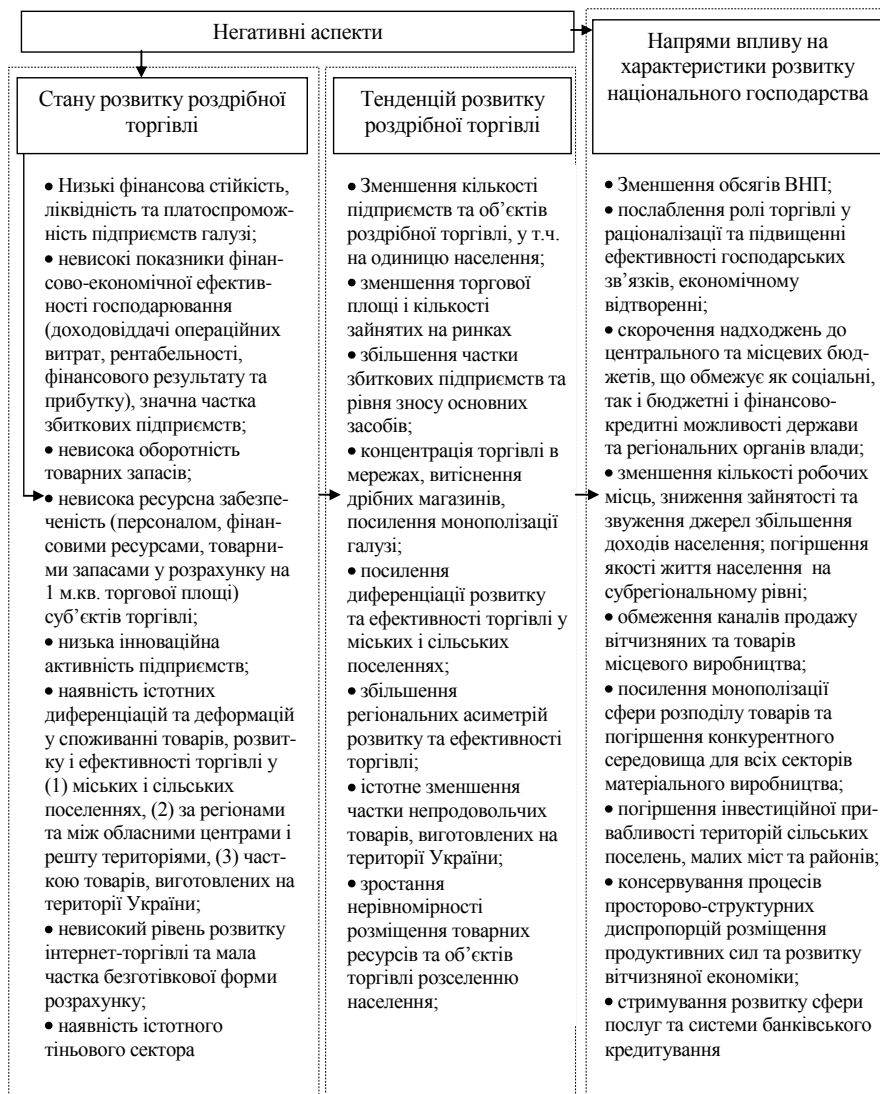 Негативні аспекти
Стану розвитку роздрібної
торгівлі
• Низькі фінансова стійкість,
ліквідність та платоспромож-
ність підприємств галузі;
• невисокі показники фінан-
сово-економічної ефектив-
ності господарювання
(доходовіддачі операційних
витрат, рентабельності,
фінансового результату та
прибутку), значна частка
збиткових підприємств;
• невисока оборотність
товарних запасів;
• невисока ресурсна забезпе-
ченість (персоналом, фінан-
совими ресурсами, товарни-
ми запасами у розрахунку на
1 м.кв. торгової площі)
суб’єктів торгівлі;
• низька інноваційна
активність підприємств;
• наявність істотних
диференціацій та деформацій
у споживанні товарів, розвит-
ку і ефективності торгівлі у
(1) міських і сільських
поселеннях, (2) за регіонами
та між обласними центрами і
решту територіями, (3) част-
кою товарів, виготовлених на
території України;
• невисокий рівень розвитку
інтернет-торгівлі та мала
частка безготівкової форми
розрахунку;
• наявність істотного
тіньового сектора
Тенденцій розвитку
роздрібної торгівлі
• Зменшення кількості
підприємств та об’єктів
роздрібної торгівлі, у т.ч.
на одиницю населення;
• зменшення торгової
площі і кількості
зайнятих на ринках
• збільшення частки
збиткових підприємств та
рівня зносу основних
засобів;
• концентрація торгівлі в
мережах, витіснення
дрібних магазинів,
посилення монополізації
галузі;
• посилення
диференціації розвитку
та ефективності торгівлі у
міських і сільських
поселеннях;
• збільшення
регіональних асиметрій
розвитку та ефективності
торгівлі;
• істотне зменшення
частки непродовольчих
товарів, виготовлених на
території України;
• зростання
нерівномірності
розміщення товарних
ресурсів та об’єктів
торгівлі розселенню
населення;
Напрями впливу на
характеристики розвитку
національного господарства
• Зменшення обсягів ВНП;
• послаблення ролі торгівлі у
раціоналізації та підвищенні
ефективності господарських
зв’язків, економічному
відтворенні;
• скорочення надходжень до
центрального та місцевих бюд-
жетів, що обмежує як соціальні,
так і бюджетні і фінансово-
кредитні можливості держави
та регіональних органів влади;
• зменшення кількості робочих
місць, зниження зайнятості та
звуження джерел збільшення
доходів населення; погіршення
якості життя населення на
субрегіональному рівні;
• обмеження каналів продажу
вітчизняних та товарів
місцевого виробництва;
• посилення монополізації
сфери розподілу товарів та
погіршення конкурентного
середовища для всіх секторів
матеріального виробництва;
• погіршення інвестиційної при-
вабливості територій сільських
поселень, малих міст та районів;
• консервування процесів
просторово-структурних
диспропорцій розміщення
продуктивних сил та розвитку
вітчизняної економіки;
• стримування розвитку сфери
послуг та системи банківського
кредитування